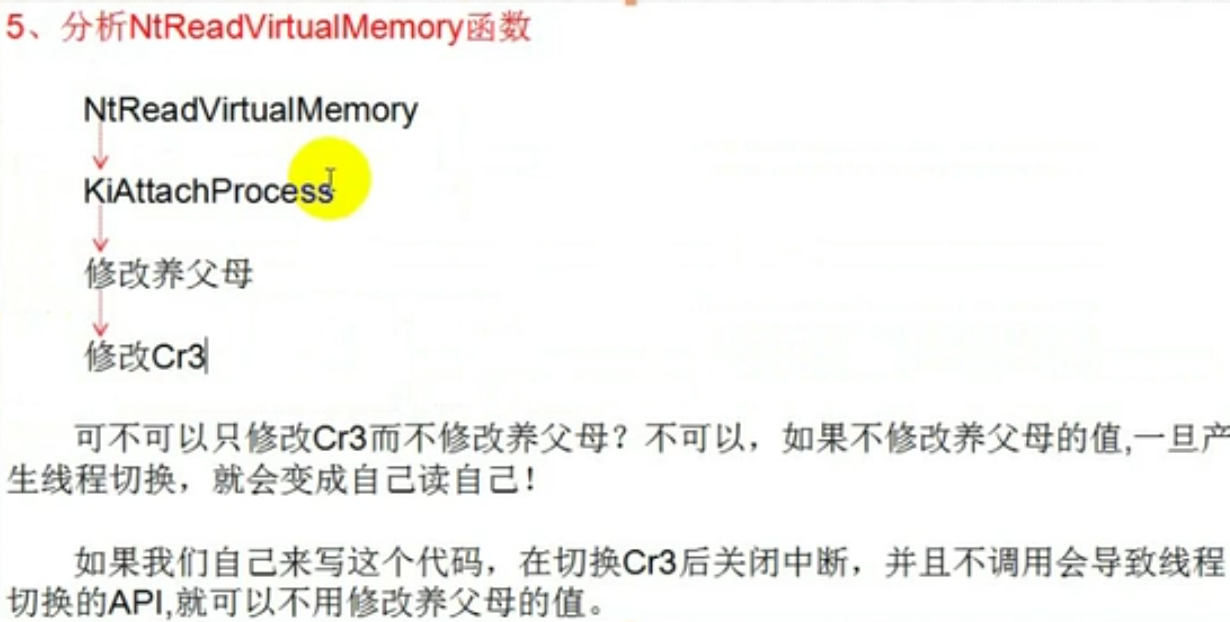 5、分析NtReadVirtualMemory函数
NtReadVirtualMemory
KiAttachProcess
修改养父母
修改Cr3
可不可以只修改Cr3而不修改养父母？不可以，如果不修改养父母的值,一旦产
生线程切换，就会变成自己读自己！
如果我们自己来写这个代码，在切换Cr3后关闭中断，并且不调用会导致线程
切换的API,就可以不用修改养父母的值。